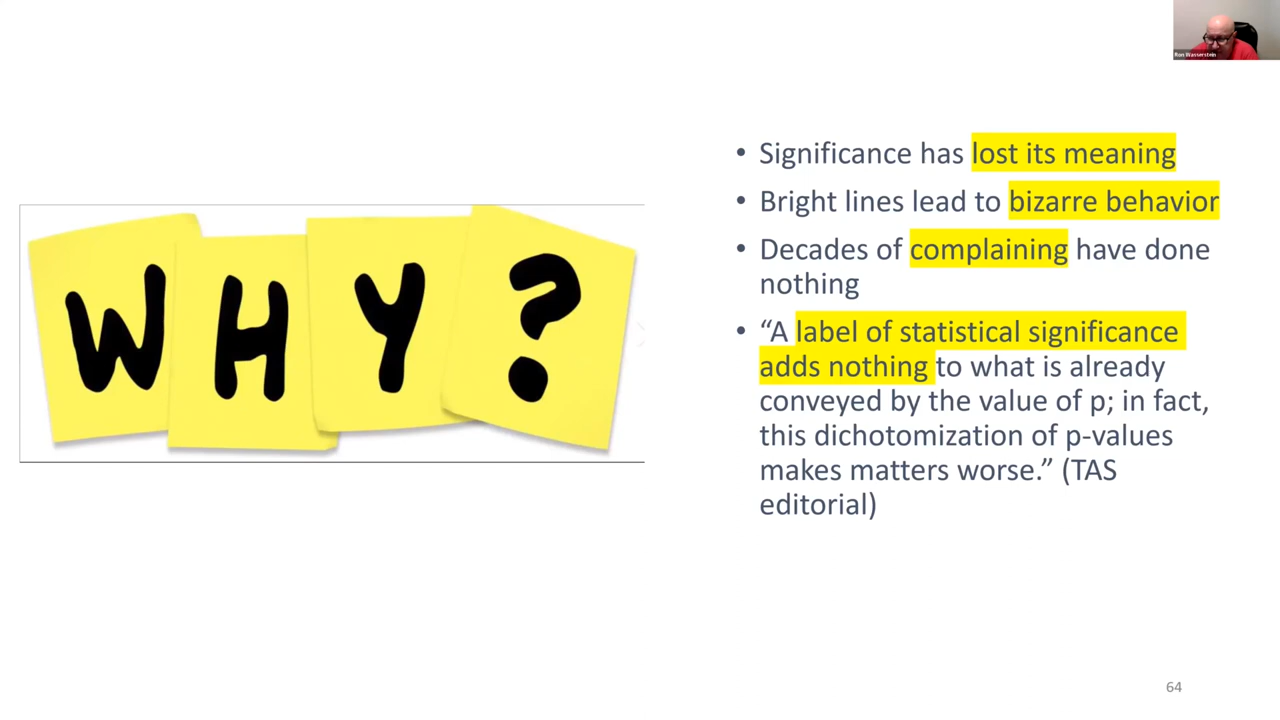 Ron Wasserstein
WHY?
• Significance has lost its meaning
• Bright lines lead to bizarre behavior
• Decades of complaining have done
nothing
• “A label of statistical significance
adds nothing to what is already
conveyed by the value of p; in fact,
this dichotomization of p-values
makes matters worse.” (TAS
editorial)
64